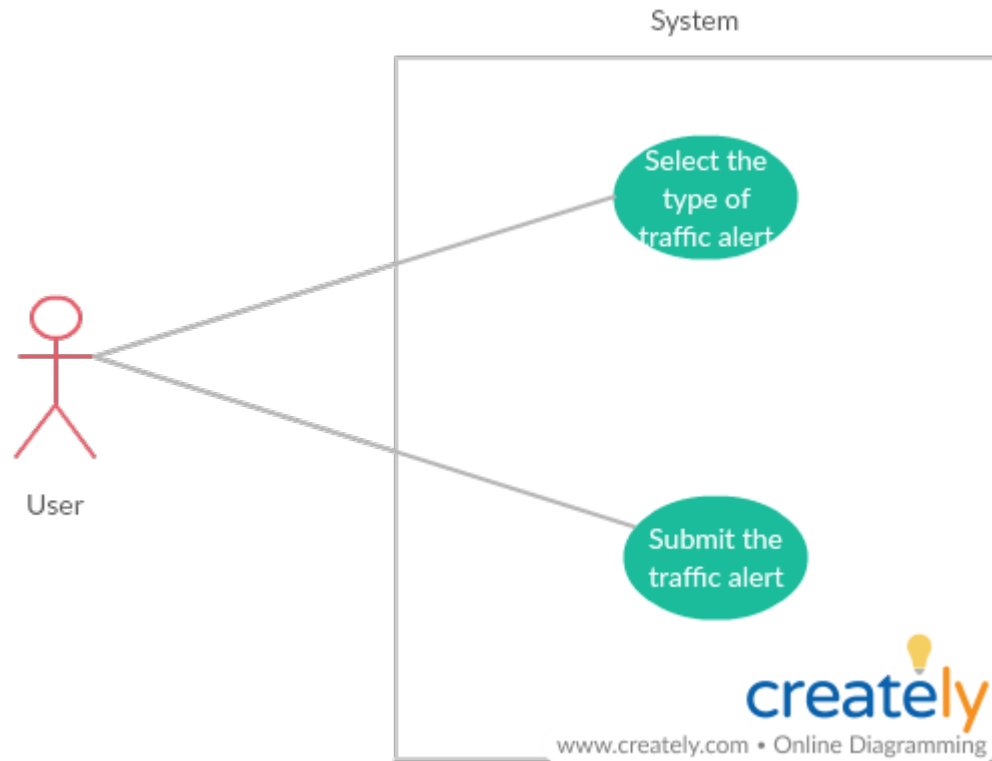 System
Select the
type of
traffic alert
User
Submit the
traffic alert
creately
www.creately.com • Online Diagramming